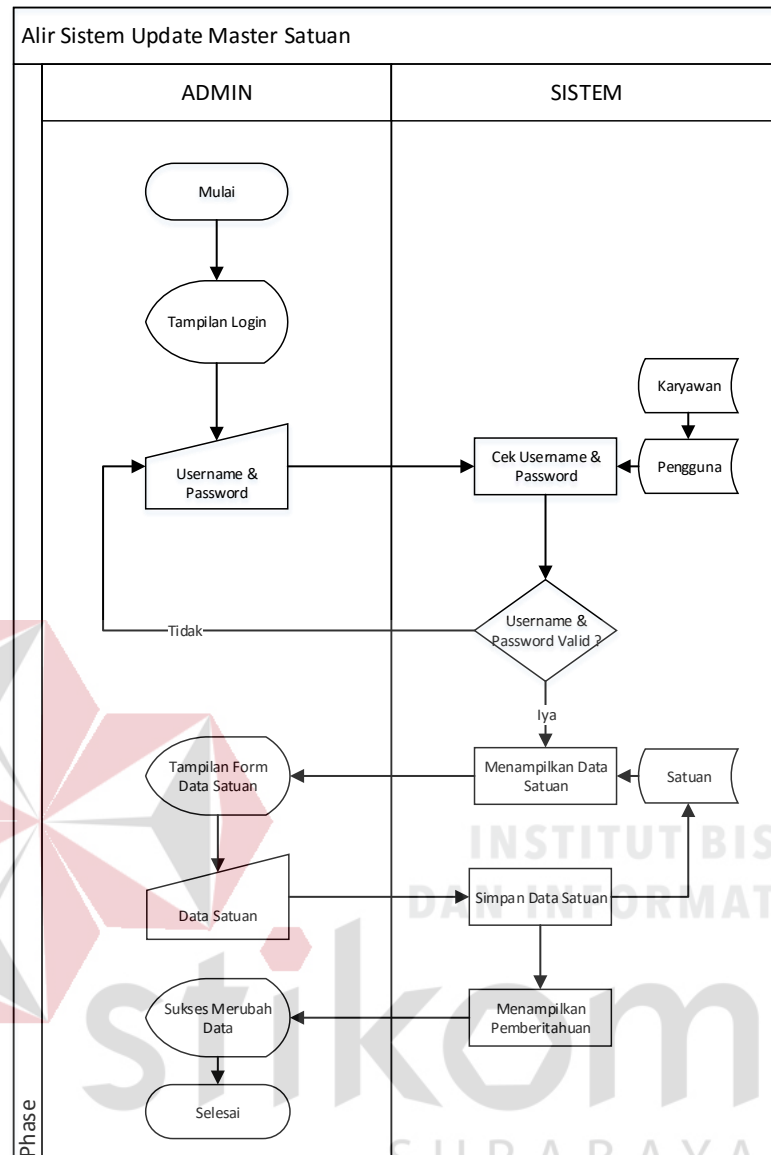 Alir Sistem Update Master Satuan
ADMIN
SISTEM
Mulai
Tampilan Login
Karyawan
Username &
Password
Cek Username &
Password
Pengguna
Username &
Password Valid ?
Tidak
Iya
Tampilan Form
Data Satuan
Menampilkan Data
Satuan
Satuan
INSTITUT BIS
DAN INFORMAT
Data Satuan
Simpan Data Satuan
Sukses Merubah
Data
Menampilkan
Pemberitahuan
stikom
Selesai
Phase
SURABAYA